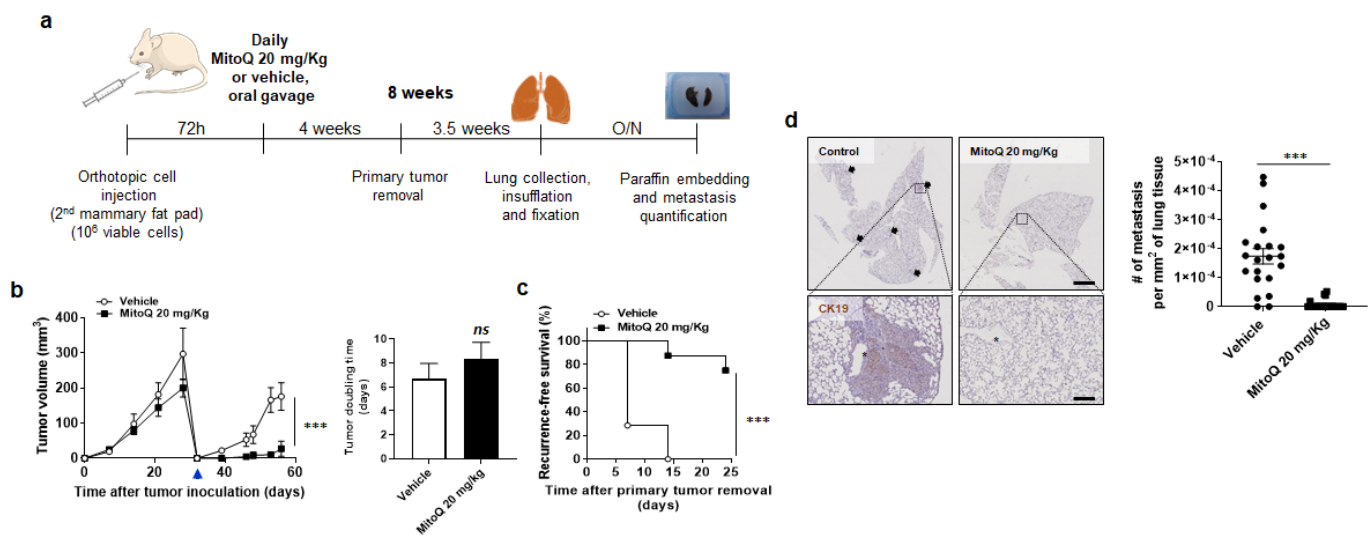 a
Daily
MitoQ 20 mg/Kg
or vehicle,
oral gavage
8 weeks
72h
4 weeks
3.5 weeks
O/N
Orthotopic cell
injection
(2nd mammary fat pad)
(10⁶ viable cells)
Primary tumor
removal
Lung collection,
insufflation
and fixation
Paraffin embedding
and metastasis
quantification
b
Vehicle
MitoQ 20 mg/Kg
Tumor volume (mm³)
400
300
200
100
0
0
20
40
60
***
Time after tumor inoculation (days)
ns
Tumor doubling time
(days)
10
8
6
4
2
0
Vehicle
MitoQ 20 mg/kg
c
Vehicle
MitoQ 20 mg/Kg
Recurrence-free survival (%)
100
80
60
40
20
0
0
5
10
15
20
25
***
Time after primary tumor removal
(days)
d
Control
MitoQ 20 mg/Kg
CK19
*
*
# of metastasis
per mm² of lung tissue
5×10⁻⁴
4×10⁻⁴
3×10⁻⁴
2×10⁻⁴
1×10⁻⁴
0
***
Vehicle
MitoQ 20 mg/Kg